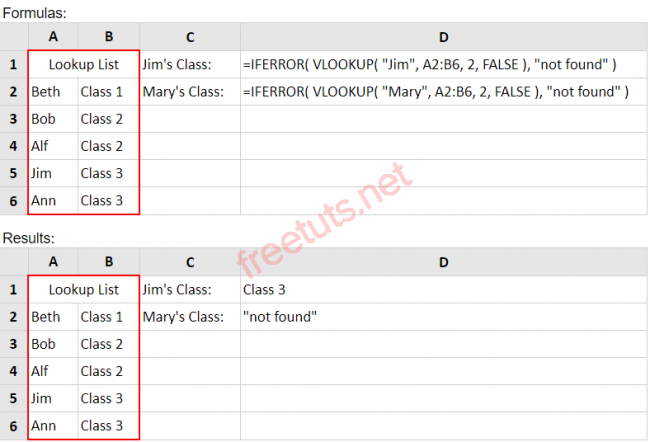 Formulas:
A B C D
1 Lookup List Jim's Class: =IFERROR( VLOOKUP( "Jim", A2:B6, 2, FALSE ), "not found" )
2 Beth Class 1 Mary's Class: =IFERROR( VLOOKUP( "Mary", A2:B6, 2, FALSE ), "not found" )
3 Bob Class 2
4 Alf Class 2
5 Jim Class 3
6 Ann Class 3
freetuts.net
Results:
A B C D
1 Lookup List Jim's Class: Class 3
2 Beth Class 1 Mary's Class: "not found"
3 Bob Class 2
4 Alf Class 2
5 Jim Class 3
6 Ann Class 3